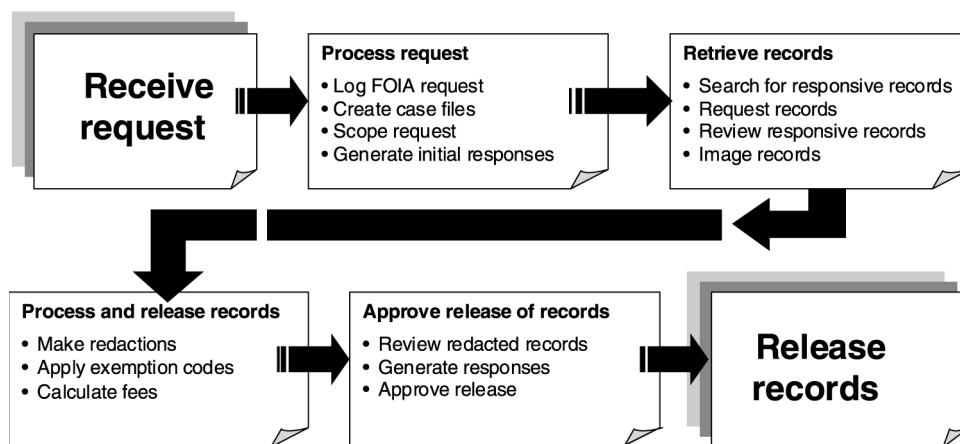 Receive
request
Process request
• Log FOIA request
• Create case files
• Scope request
• Generate initial responses
Retrieve records
• Search for responsive records
• Request records
• Review responsive records
• Image records
Process and release records
• Make redactions
• Apply exemption codes
• Calculate fees
Approve release of records
• Review redacted records
• Generate responses
• Approve release
Release
records